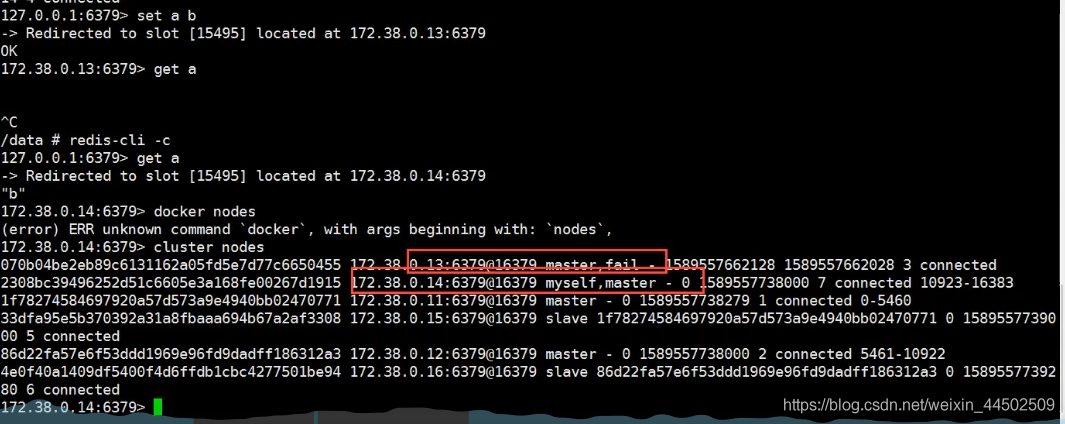 14 4 connected
127.0.0.1:6379> set a b
-> Redirected to slot [15495] located at 172.38.0.13:6379
OK
172.38.0.13:6379> get a
^C
/data # redis-cli -c
127.0.0.1:6379> get a
-> Redirected to slot [15495] located at 172.38.0.14:6379
"b"
172.38.0.14:6379> docker nodes
(error) ERR unknown command `docker`, with args beginning with: `nodes`,
172.38.0.14:6379> cluster nodes
070b04be2eb89c6131162a05fd5e7d77c6650455 172.38.0.13:6379@16379 master,fail - 1589557662128 1589557662028 3 connected
2308bc39496252d51c6605e3a168fe00267d1915 172.38.0.14:6379@16379 myself,master - 0 1589557738000 7 connected 10923-16383
1f78274584697920a57d573a9e4940bb02470771 172.38.0.11:6379@16379 master - 0 1589557738279 1 connected 0-5460
33dfa95e5b370392a31a8fbaaa694b67a2af3308 172.38.0.15:6379@16379 slave 1f78274584697920a57d573a9e4940bb02470771 0 15895577390
00 5 connected
86d22fa57e6f53ddd1969e96fd9dadff186312a3 172.38.0.12:6379@16379 master - 0 1589557738000 2 connected 5461-10922
4e0f40a1409df5400f4d6ffdb1cbc4277501be94 172.38.0.16:6379@16379 slave 86d22fa57e6f53ddd1969e96fd9dadff186312a3 0 15895577392
80 6 connected
172.38.0.14:6379>
https://blog.csdn.net/weixin_44502509